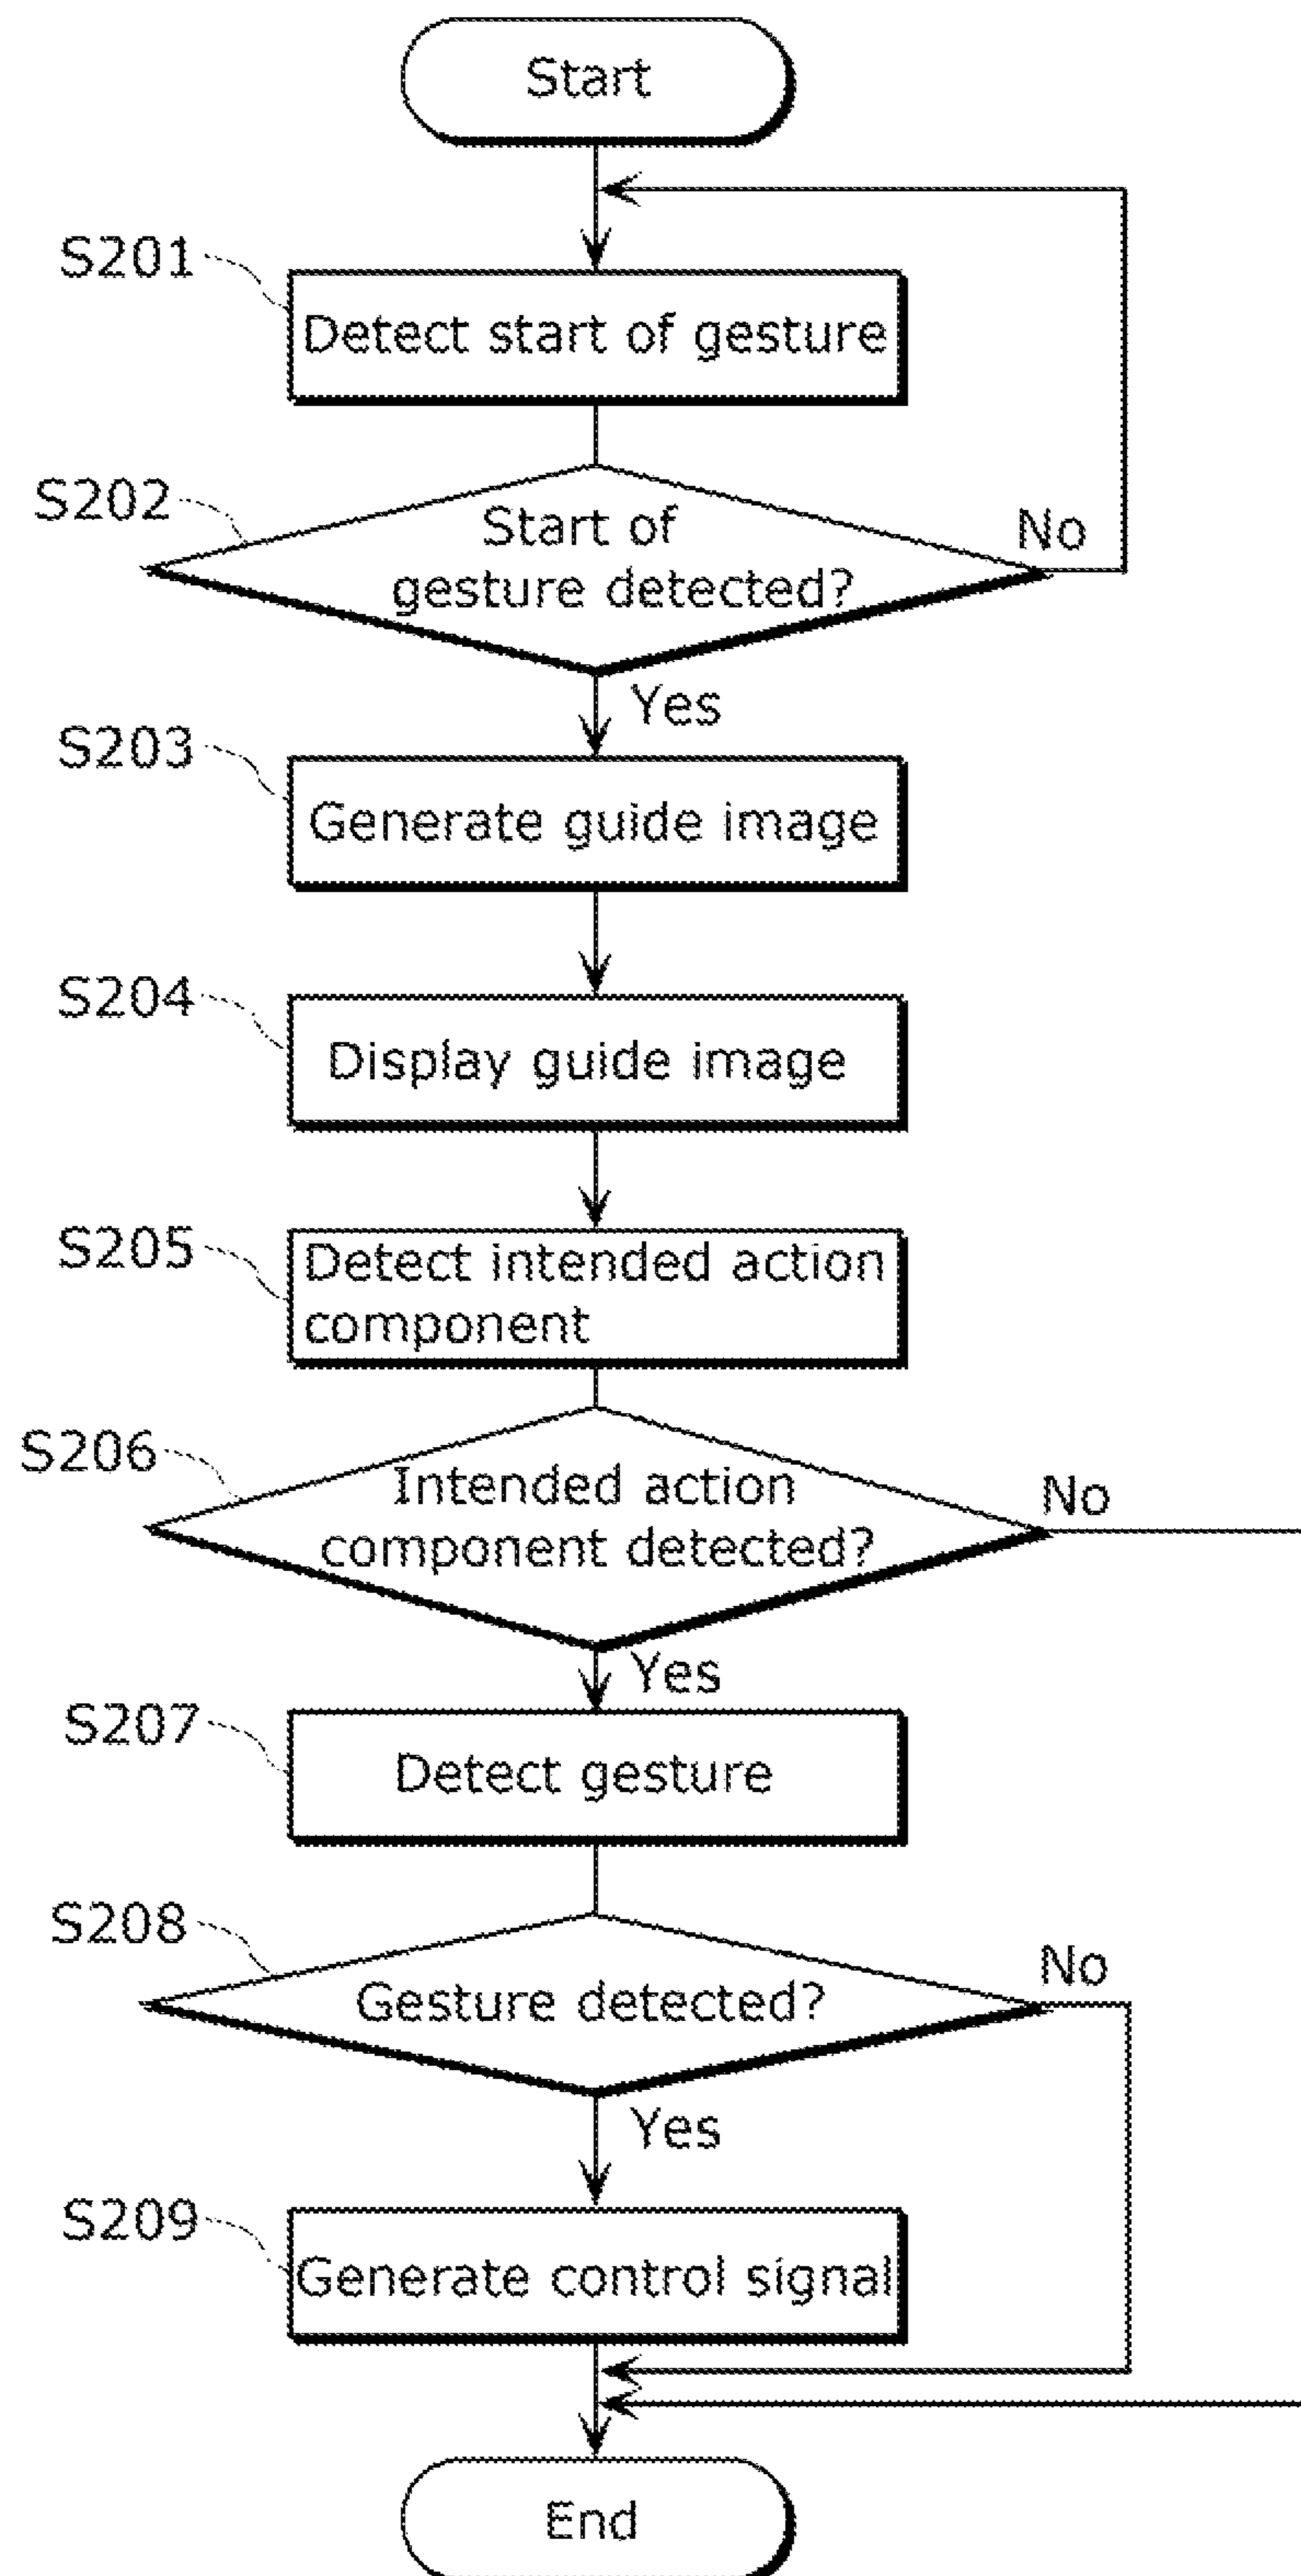 Start
S201
Detect start of gesture
S202
Start of
gesture detected?
No
Yes
S203
Generate guide image
S204
Display guide image
S205
Detect intended action
component
S206
Intended action
component detected?
No
Yes
S207
Detect gesture
S208
Gesture detected?
No
Yes
S209
Generate control signal
End